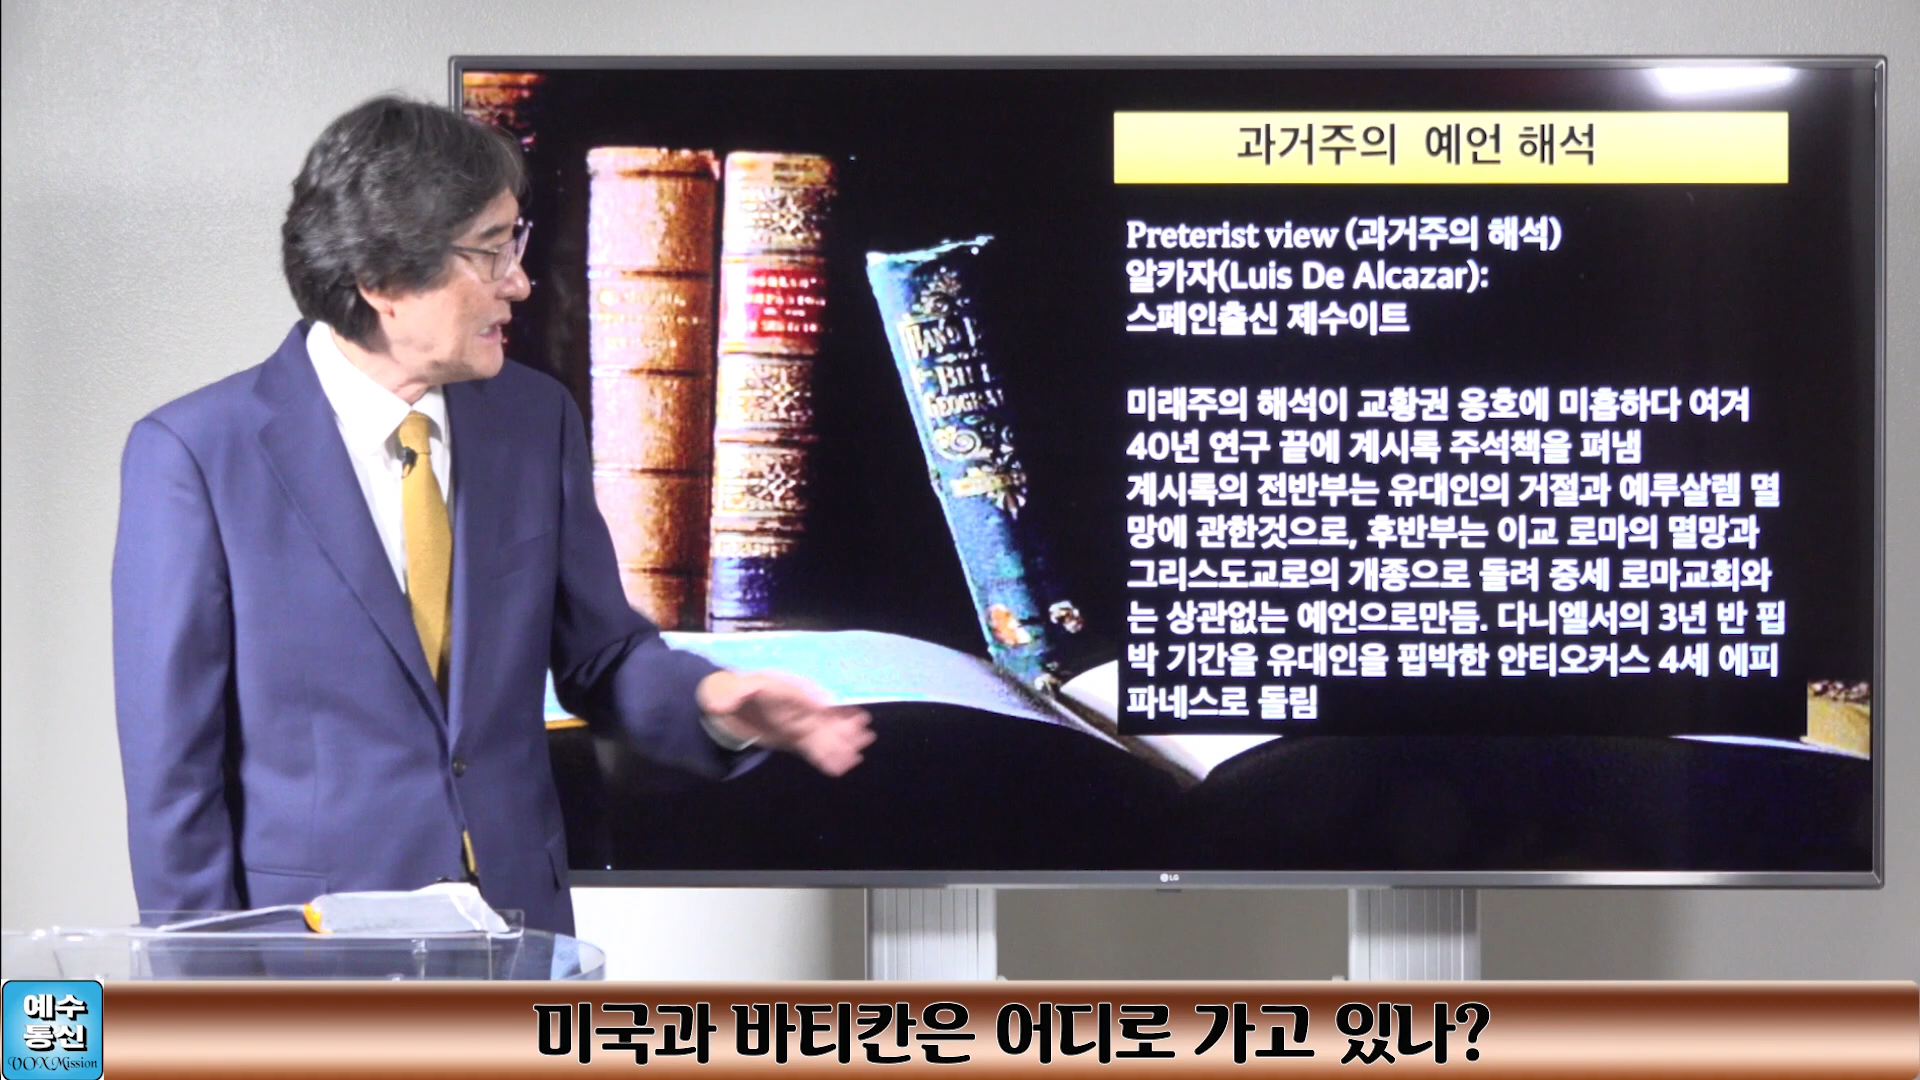 과거주의 예언 해석
Preterist view (과거주의 해석)
알카자(Luis De Alcazar):
스페인출신 제수이트
미래주의 해석이 교황권 옹호에 미흡하다 여겨
40년 연구 끝에 계시록 주석책을 펴냄
계시록의 전반부는 유대인의 거절과 예루살렘 멸
망에 관한것으로, 후반부는 이교 로마의 멸망과
그리스도교로의 개종으로 돌려 중세 로마교회와
는 상관없는 예언으로만듬. 다니엘서의 3년 반 핍
박 기간을 유대인을 핍박한 안티오커스 4세 에피
파네스로 돌림
LG
예수
통신
VOX Mission
미국과 바티칸은 어디로 가고 있나?